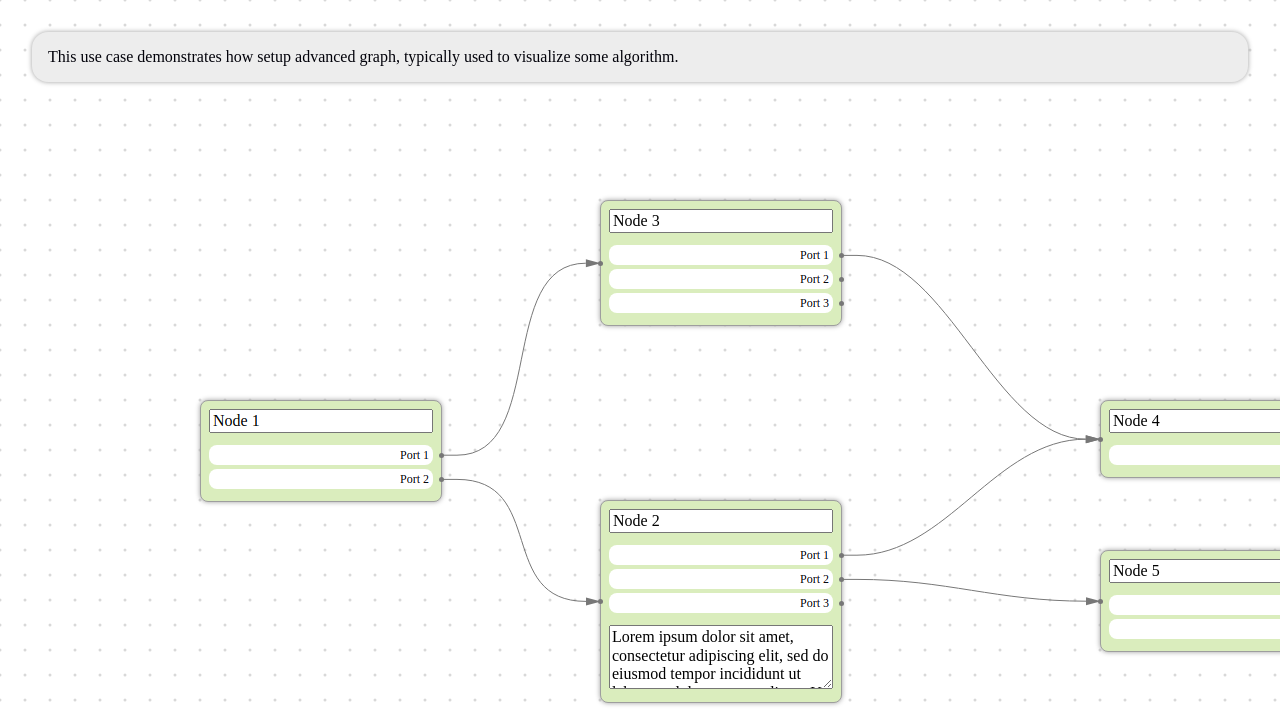 This use case demonstrates how setup advanced graph, typically used to visualize some algorithm.
Node 3
Port 1
Port 2
Port 3
Node 1
Port 1
Port 2
Node 4
Node 2
Port 1
Port 2
Port 3
Lorem ipsum dolor sit amet,
consectetur adipiscing elit, sed do
eiusmod tempor incididunt ut
Node 5